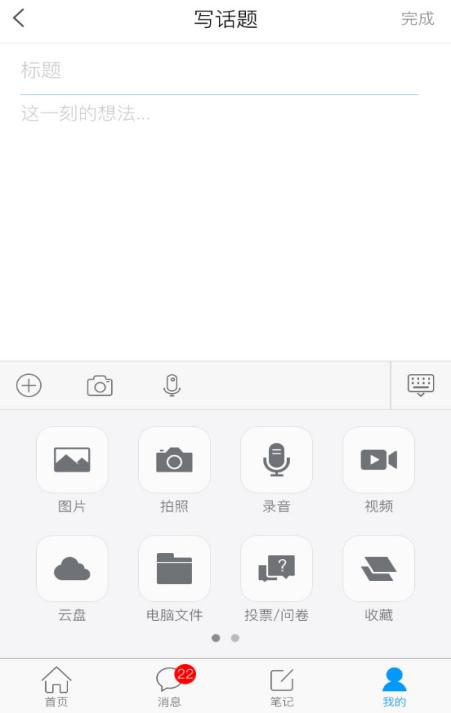 写话题 完成
标题
这一刻的想法...
图片 拍照 录音 视频
?
云盘 电脑文件 投票/问卷 收藏
22
首页 消息 笔记 我的